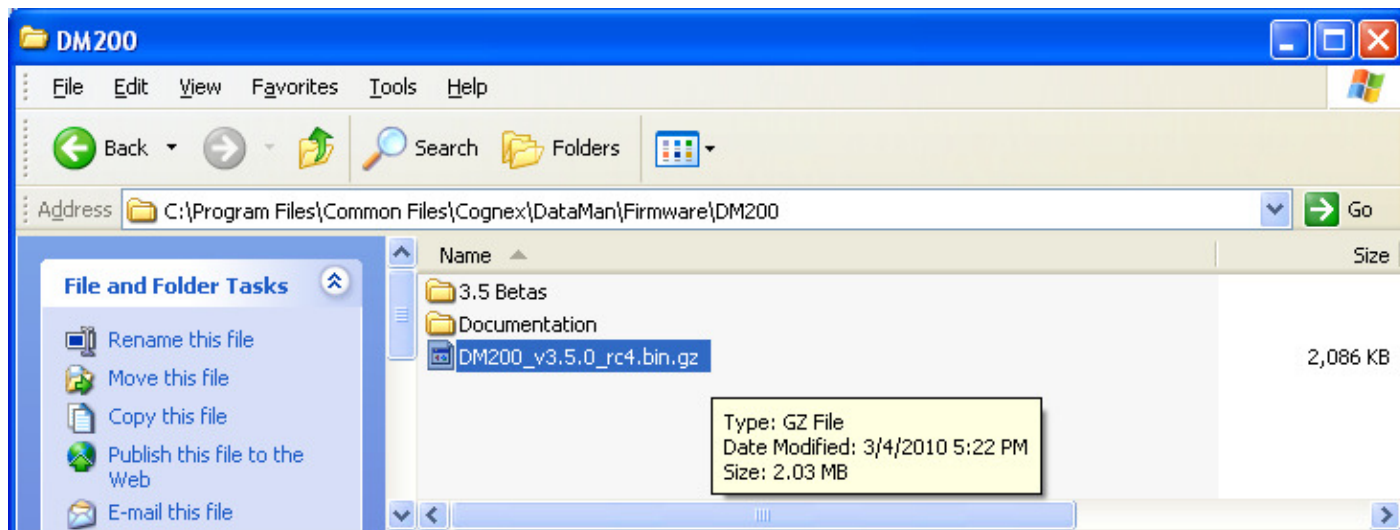 DM200
File Edit View Favorites Tools Help
Back Search Folders
Address C:\Program Files\Common Files\Cognex\DataMan\Firmware\DM200 Go
Name Size
File and Folder Tasks
3.5 Betas
Documentation
Rename this file
DM200_v3.5.0_rc4.bin.gz 2,086 KB
Move this file
Copy this file
Type: GZ File
Date Modified: 3/4/2010 5:22 PM
Size: 2.03 MB
Publish this file to the
Web
E-mail this file